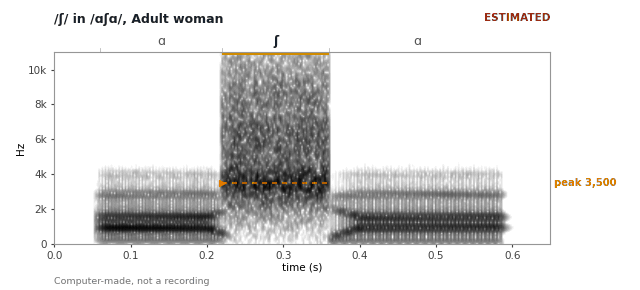 /ʃ/ in /ɑʃɑ/, Adult woman
ESTIMATED
ɑ ʃ ɑ
10k
8k
6k
4k
2k
0
Hz
peak 3,500
0.0 0.1 0.2 0.3 0.4 0.5 0.6
time (s)
Computer-made, not a recording